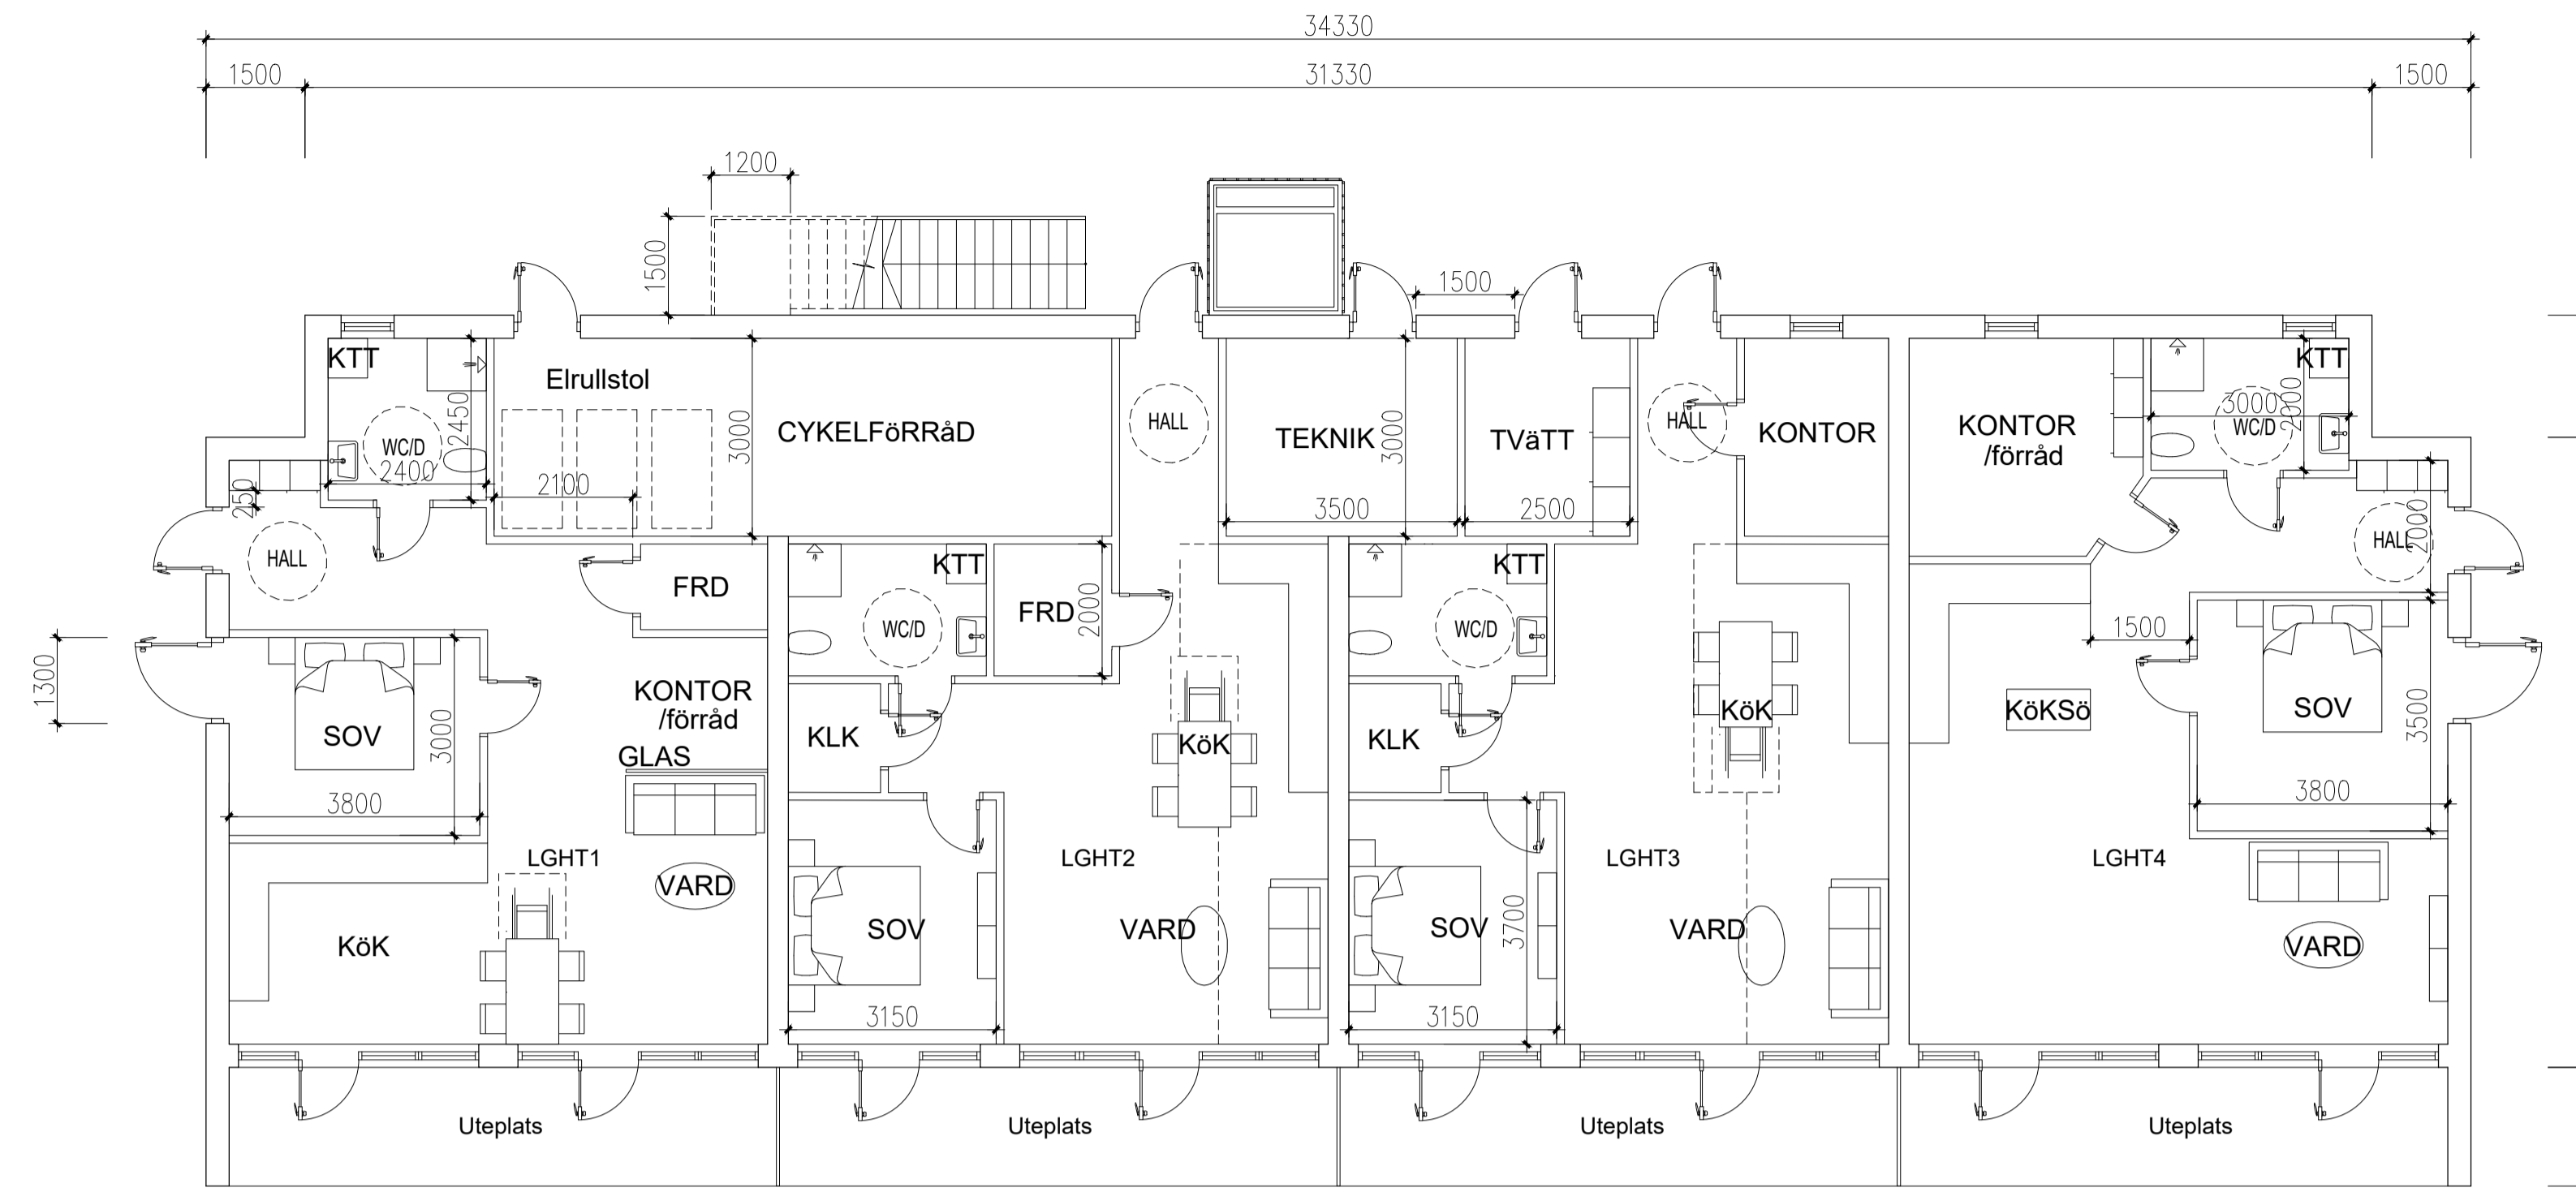 34330
1500
31330
1500
1200
1500
1500
KTT
Elrullstol
2450
WC/D
2400
2100
3000
CYKELFöRRåD
HALL
TEKNIK
3000
3500
TVäTT
2500
HALL
KONTOR
KONTOR
/förråd
KTT
3000
2000
WC/D
250
HALL
FRD
KTT
WC/D
FRD
2000
KTT
WC/D
HALL
2000
1500
1300
SOV
3000
3800
KONTOR
/förråd
GLAS
KLK
KöK
KLK
KöK
KöKSö
SOV
3500
3800
LGHT1
VARD
LGHT2
LGHT3
LGHT4
KöK
SOV
3150
VARD
SOV
3700
3150
VARD
VARD
Uteplats
Uteplats
Uteplats
Uteplats